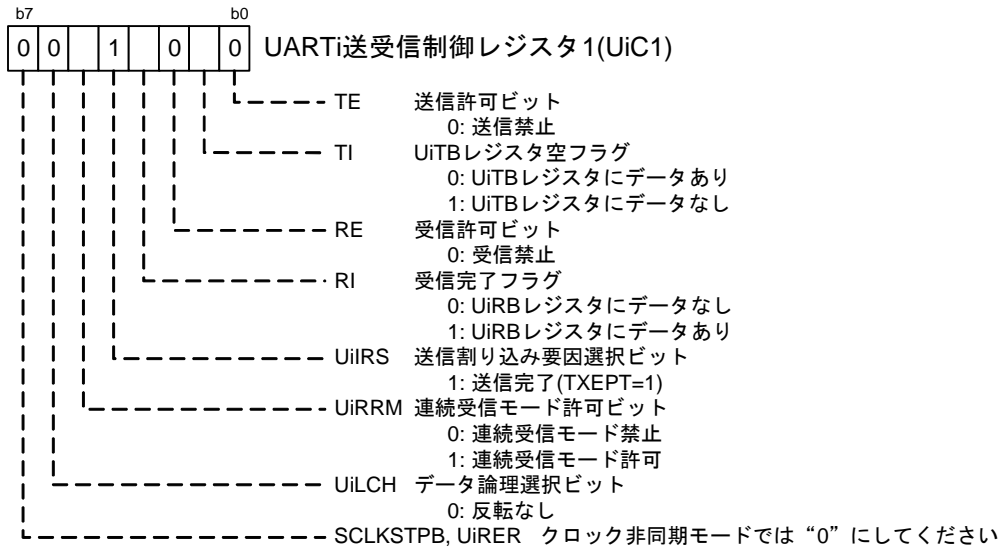 b7 b0
0 0 1 0 0 UARTi送受信制御レジスタ1(UiC1)
TE 送信許可ビット
0: 送信禁止
TI UiTBレジスタ空フラグ
0: UiTBレジスタにデータあり
1: UiTBレジスタにデータなし
RE 受信許可ビット
0: 受信禁止
RI 受信完了フラグ
0: UiRBレジスタにデータなし
1: UiRBレジスタにデータあり
UiIRS 送信割り込み要因選択ビット
1: 送信完了(TXEPT=1)
UiRRM 連続受信モード許可ビット
0: 連続受信モード禁止
1: 連続受信モード許可
UiLCH データ論理選択ビット
0: 反転なし
SCLKSTPB, UiRER クロック非同期モードでは“0”にしてください